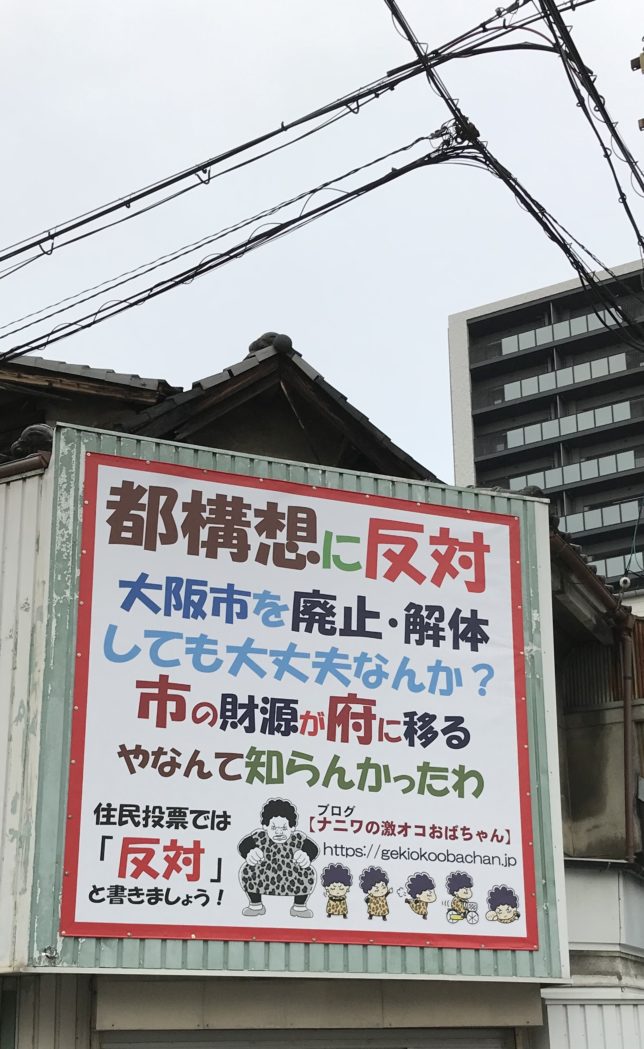 都構想に反対
大阪市を廃止・解体
しても大丈夫なんか?
市の財源が府に移る
やなんて知らんかったわ
住民投票では
「反対」
と書きましょう!
ブログ
【ナニワの激オコおばちゃん】
https://gekiokoobachan.jp